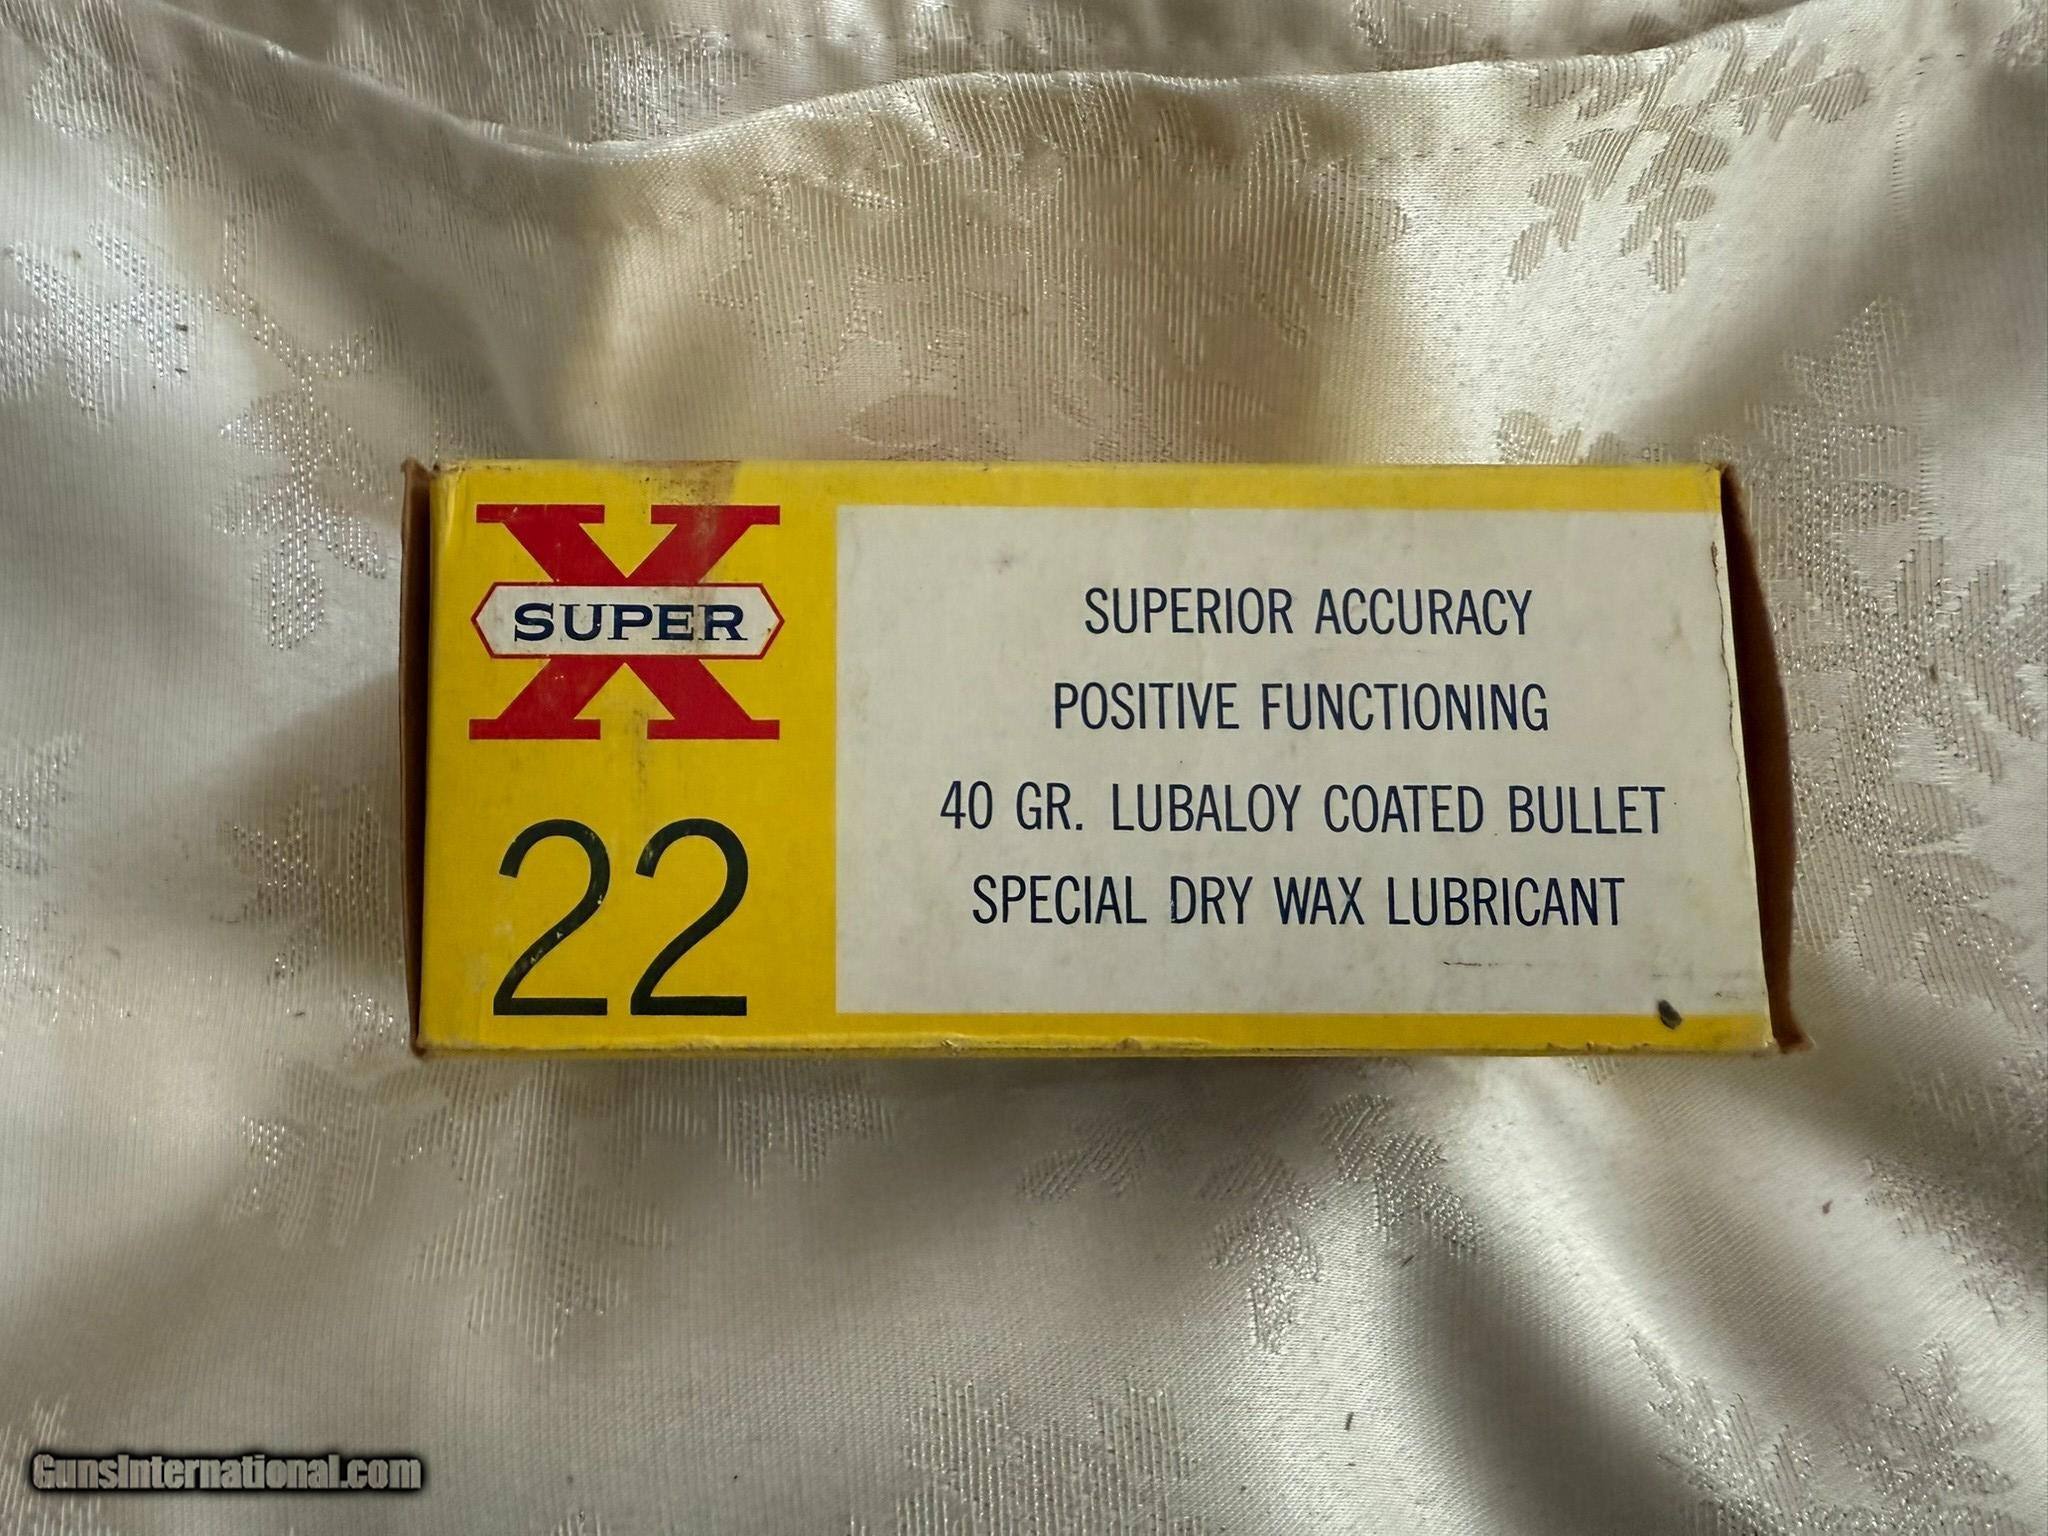 X
SUPER
22
SUPERIOR ACCURACY
POSITIVE FUNCTIONING
40 GR. LUBALOY COATED BULLET
SPECIAL DRY WAX LUBRICANT
GunsInternational.com